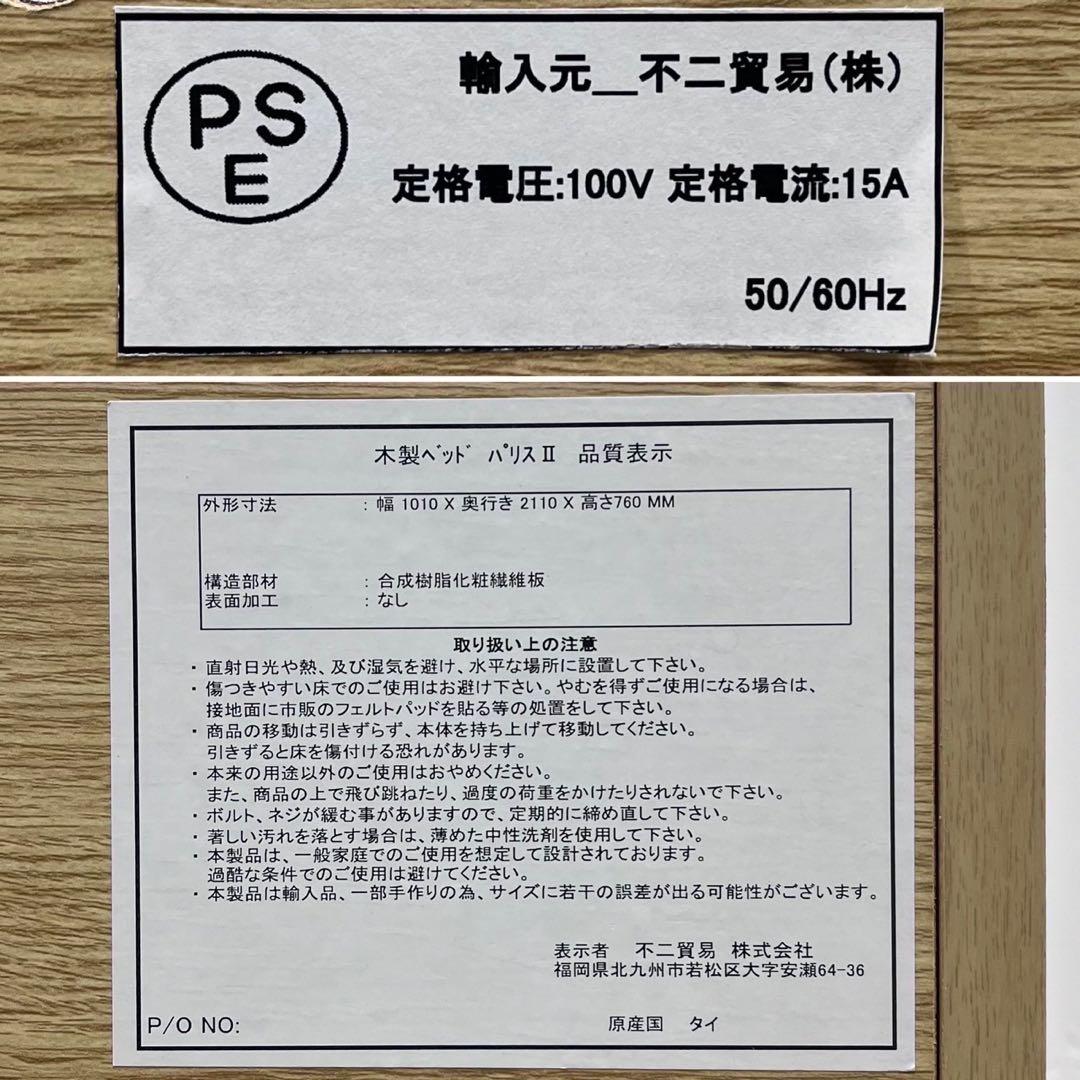 PS
E
輸入元__不二貿易(株)
定格電圧:100V 定格電流:15A
50/60Hz
木製ﾍﾞｯﾄﾞ ﾊﾟﾘｽⅡ 品質表示
外形寸法 : 幅 1010 X 奥行き 2110 X 高さ760 MM
構造部材 : 合成樹脂化粧繊維板
表面加工 : なし
取り扱い上の注意
・ 直射日光や熱、及び湿気を避け、水平な場所に設置して下さい。
・ 傷つきやすい床でのご使用はお避け下さい。やむを得ずご使用になる場合は、
接地面に市販のフェルトパッドを貼る等の処置をして下さい。
・ 商品の移動は引きずらず、本体を持ち上げて移動してください。
引きずると床を傷付ける恐れがあります。
・ 本来の用途以外のご使用はおやめください。
また、商品の上で飛び跳ねたり、過度の荷重をかけたりされないで下さい。
・ ボルト、ネジが緩む事がありますので、定期的に締め直して下さい。
・ 著しい汚れを落とす場合は、薄めた中性洗剤を使用して下さい。
・ 本製品は、一般家庭でのご使用を想定して設計されております。
過酷な条件でのご使用は避けてください。
・ 本製品は輸入品、一部手作りの為、サイズに若干の誤差が出る可能性がございます。
表示者 不二貿易 株式会社
福岡県北九州市若松区大字安瀬64-36
P/O NO: 原産国 タイ